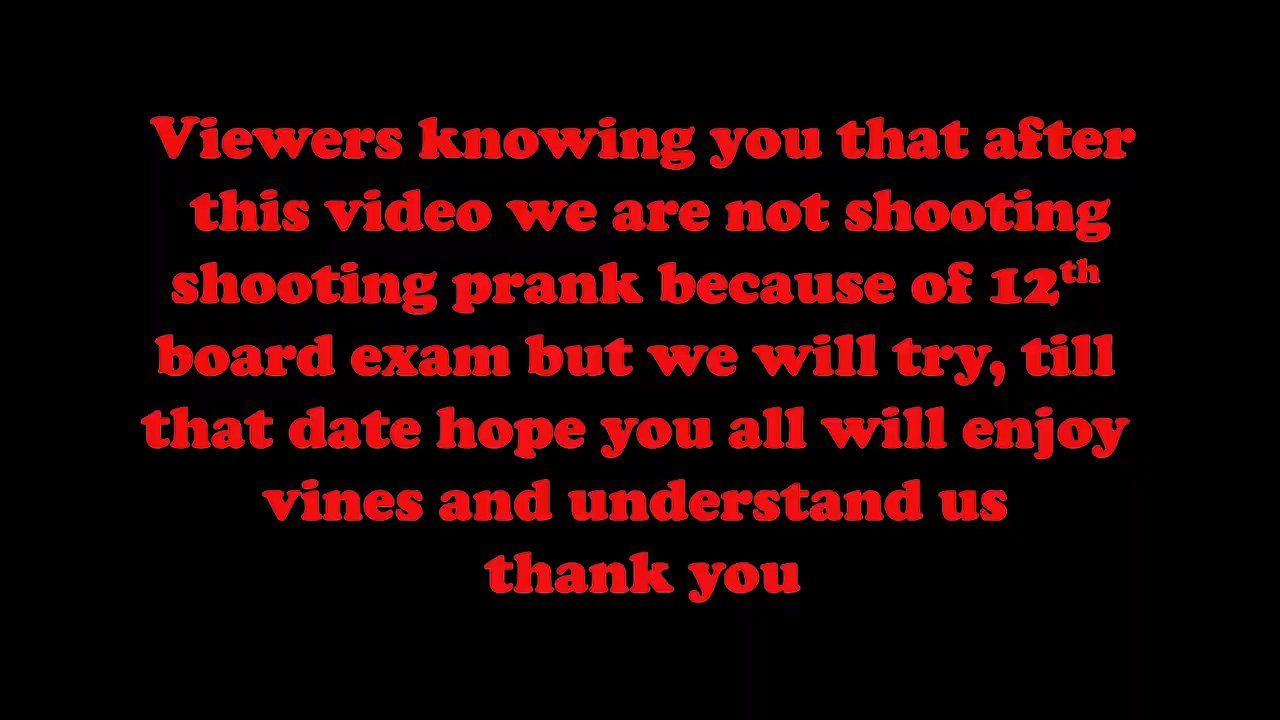 Viewers knowing you that after
this video we are not shooting
shooting prank because of 12th
board exam but we will try, till
that date hope you all will enjoy
vines and understand us
thank you